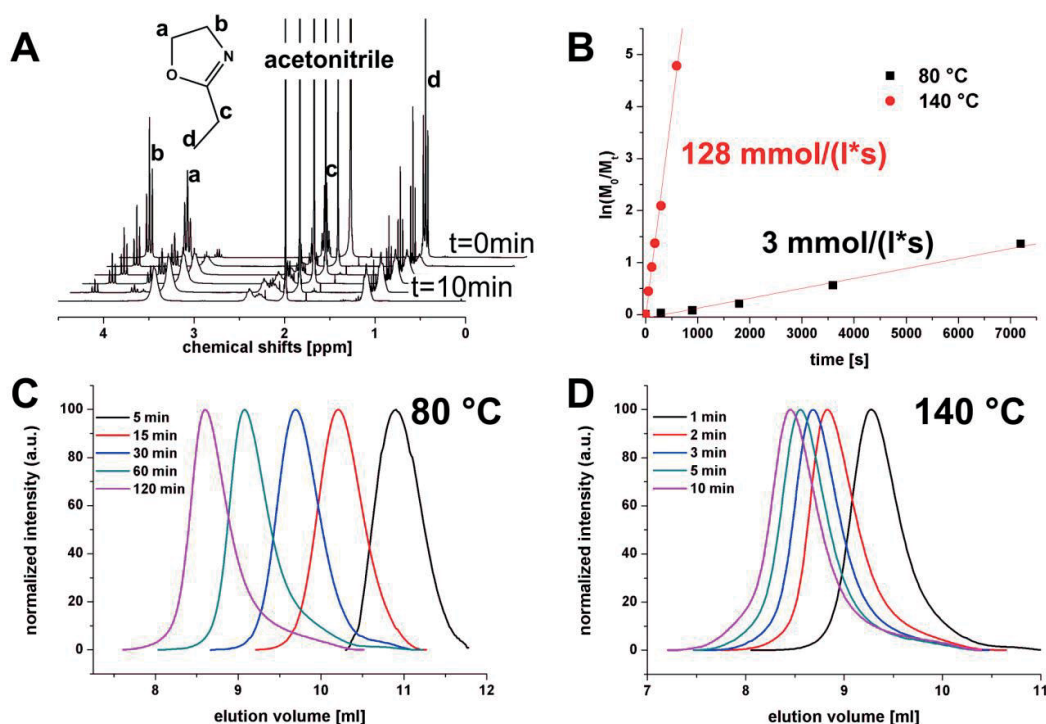 A
a
b
O
N
c
d
acetonitrile
d
b
a
c
t=0min
t=10min
4
3
2
1
0
chemical shifts [ppm]
B
ln(M0/Mt)
5
4
3
2
1
0
80 °C
140 °C
128 mmol/(l*s)
3 mmol/(l*s)
0 1000 2000 3000 4000 5000 6000 7000
time [s]
C
80 °C
normalized intensity (a.u.)
100
80
60
40
20
0
5 min
15 min
30 min
60 min
120 min
8 9 10 11 12
elution volume [ml]
D
140 °C
normalized intensity (a.u.)
100
80
60
40
20
0
1 min
2 min
3 min
5 min
10 min
7 8 9 10 11
elution volume [ml]